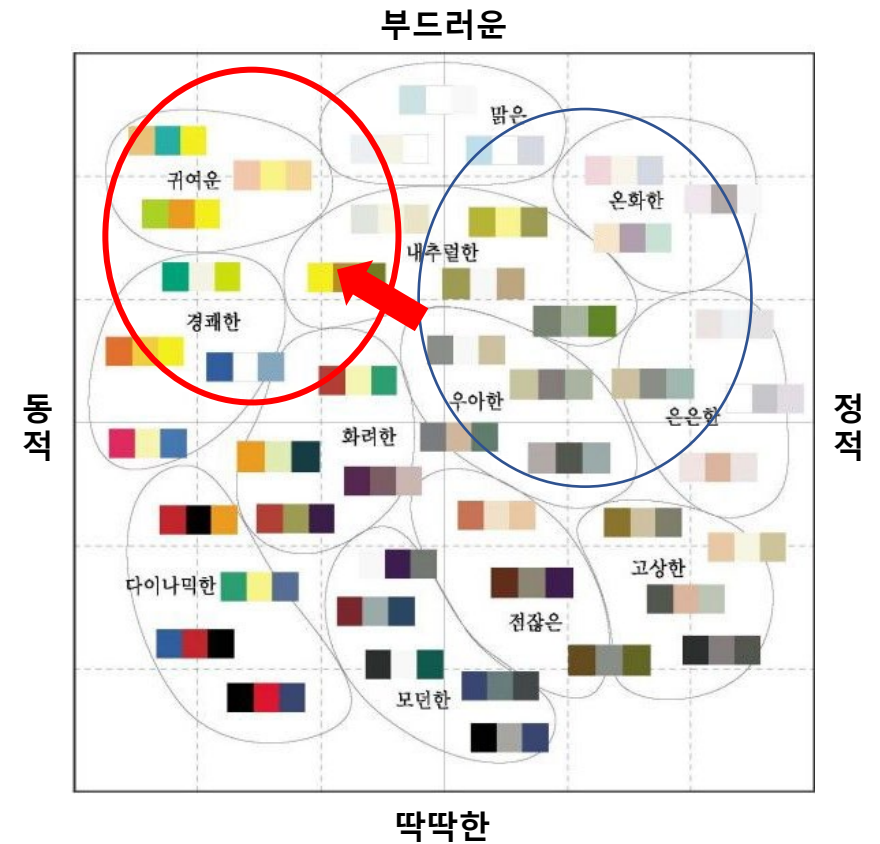 부드러운
맑은
귀여운
온화한
내추럴한
경쾌한
동적
정적
우아한
은은한
화려한
고상한
다이나믹한
점잖은
모던한
딱딱한